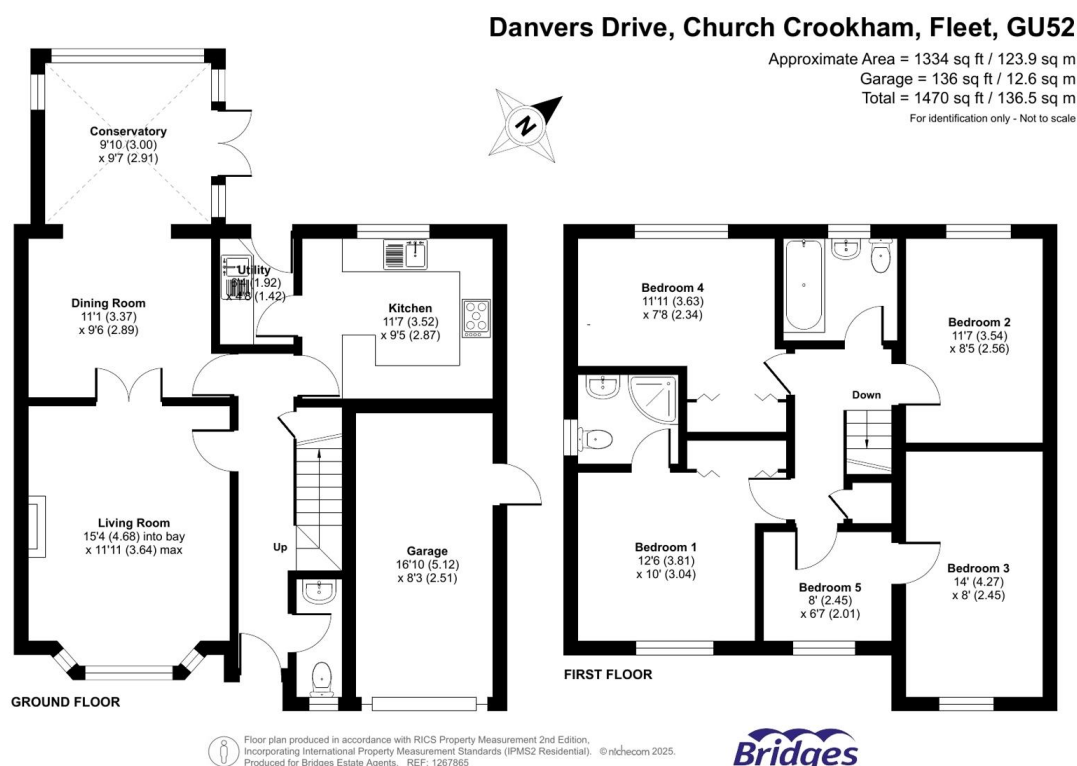 Danvers Drive, Church Crookham, Fleet, GU52
Approximate Area = 1334 sq ft / 123.9 sq m
Garage = 136 sq ft / 12.6 sq m
Total = 1470 sq ft / 136.5 sq m
For identification only - Not to scale
N
Conservatory
9'10 (3.00)
x 9'7 (2.91)
Dining Room
11'1 (3.37)
x 9'6 (2.89)
Utility
6'4 (1.92)
x 4'8 (1.42)
Kitchen
11'7 (3.52)
x 9'5 (2.87)
Living Room
15'4 (4.68) into bay
x 11'11 (3.64) max
Up
Garage
16'10 (5.12)
x 8'3 (2.51)
GROUND FLOOR
Bedroom 4
11'11 (3.63)
x 7'8 (2.34)
Bedroom 2
11'7 (3.54)
x 8'5 (2.56)
Down
Bedroom 1
12'6 (3.81)
x 10' (3.04)
Bedroom 5
8' (2.45)
x 6'7 (2.01)
Bedroom 3
14' (4.27)
x 8' (2.45)
FIRST FLOOR
Floor plan produced in accordance with RICS Property Measurement 2nd Edition,
Incorporating International Property Measurement Standards (IPMS2 Residential). © nichecom 2025.
Produced for Bridges Estate Agents. REF: 1267865
Bridges